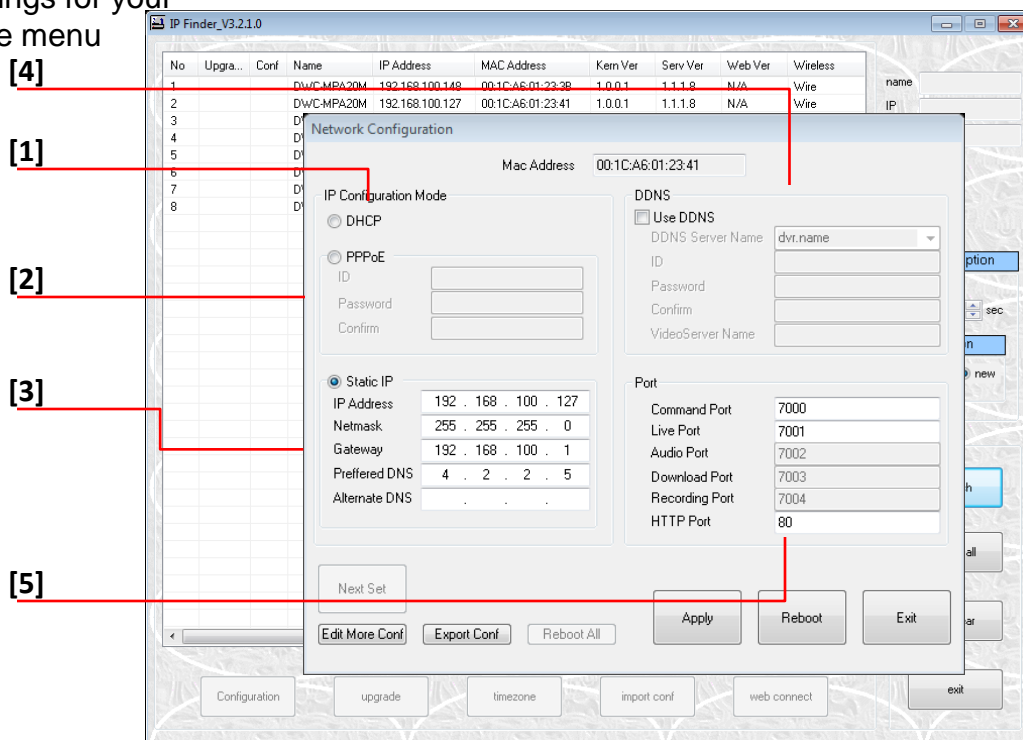 ings for your
e menu
IP Finder_V3.2.1.0
No Upgra... Conf Name IP Address MAC Address Kern Ver Serv Ver Web Ver Wireless
1 DWC-MPA20M 192.168.100.148 00:1C:A6:01:23:3B 1.0.0.1 1.1.1.8 N/A Wire
2 DWC-MPA20M 192.168.100.127 00:1C:A6:01:23:41 1.0.0.1 1.1.1.8 N/A Wire
3
4
5
6
7
8
name
IP
[4]
[1]
[2]
[3]
[5]
Network Configuration
Mac Address 00:1C:A6:01:23:41
IP Configuration Mode
DHCP
PPPoE
ID
Password
Confirm
Static IP
IP Address 192 . 168 . 100 . 127
Netmask 255 . 255 . 255 . 0
Gateway 192 . 168 . 100 . 1
Preffered DNS 4 . 2 . 2 . 5
Alternate DNS . . .
DDNS
Use DDNS
DDNS Server Name dvr.name
ID
Password
Confirm
VideoServer Name
Port
Command Port 7000
Live Port 7001
Audio Port 7002
Download Port 7003
Recording Port 7004
HTTP Port 80
Next Set
Edit More Conf Export Conf Reboot All
Apply Reboot Exit
ption
sec
n
new
h
all
ar
exit
Configuration upgrade timezone import conf web connect